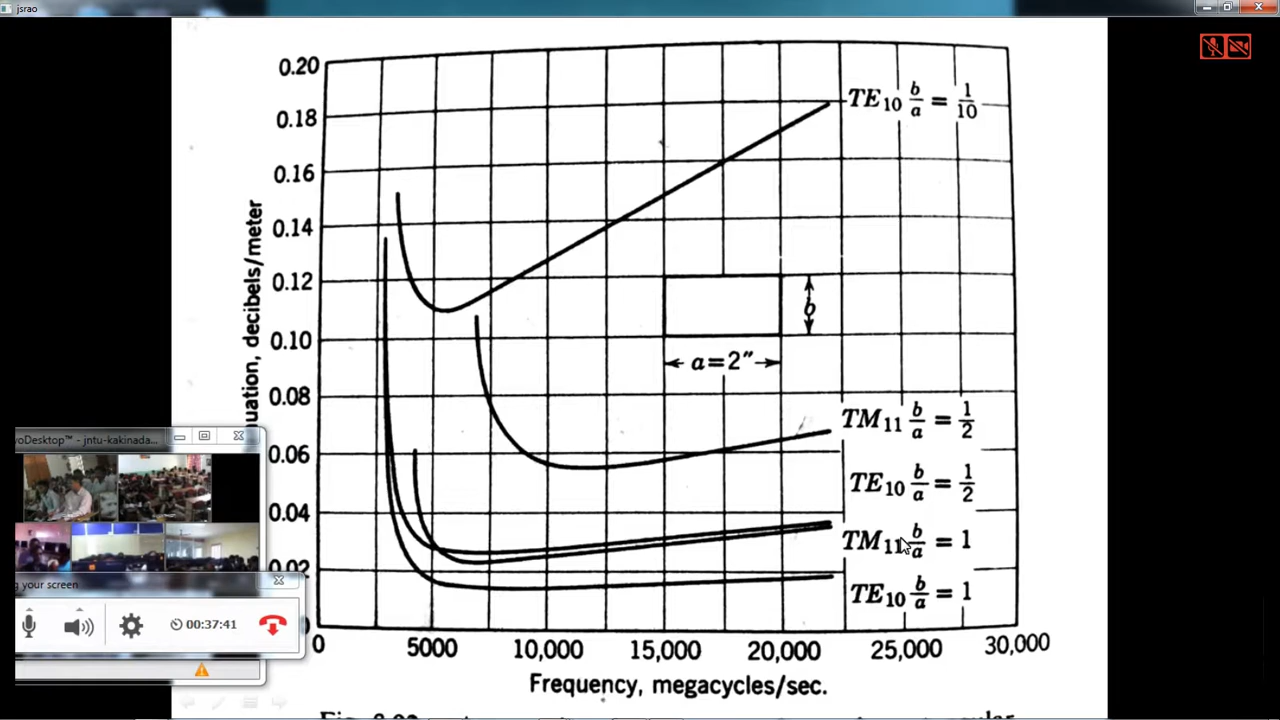 jsrao
0.20
0.18
0.16
0.14
0.12
0.10
0.08
0.06
0.04
0.02
0
uation, decibels/meter
TE10 b/a = 1/10
b
a = 2″
TM11 b/a = 1/2
TE10 b/a = 1/2
TM11 b/a = 1
TE10 b/a = 1
0 5000 10,000 15,000 20,000 25,000 30,000
Frequency, megacycles/sec.
voDesktop™ - jntu-kakinada...
g your screen
00:37:41